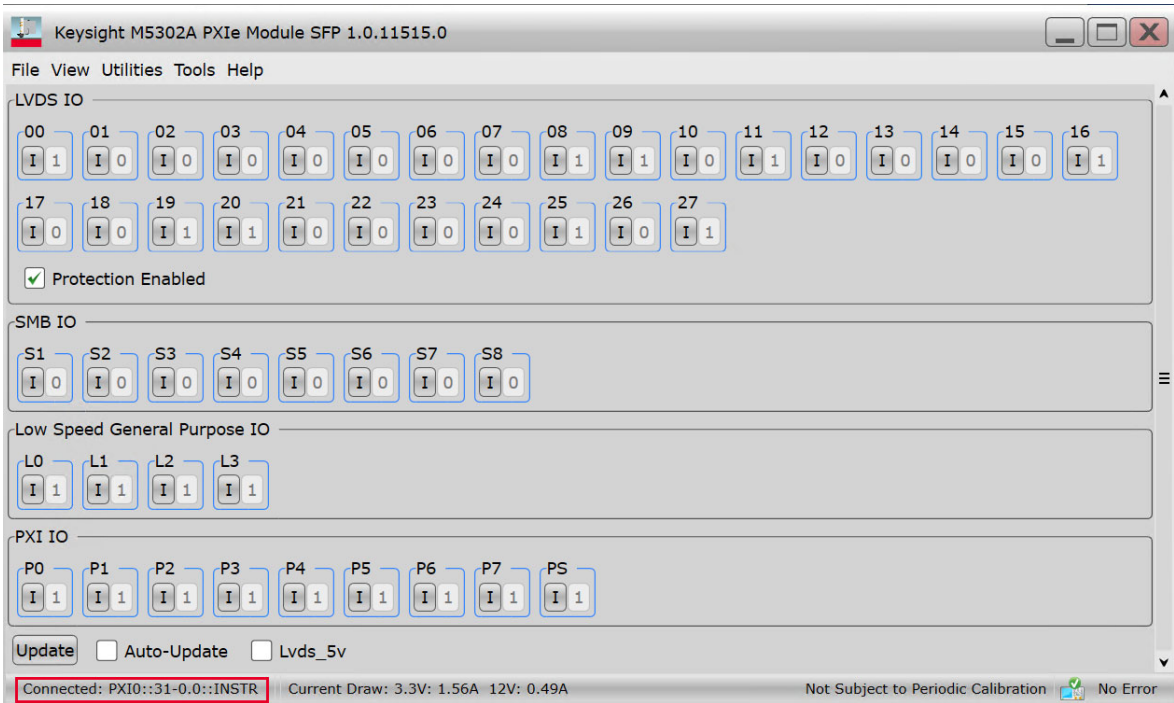 Keysight M5302A PXIe Module SFP 1.0.11515.0
File View Utilities Tools Help
LVDS IO
00 01 02 03 04 05 06 07 08 09 10 11 12 13 14 15 16
I 1 I 0 I 0 I 0 I 0 I 0 I 0 I 0 I 1 I 1 I 0 I 1 I 0 I 0 I 0 I 0 I 1
17 18 19 20 21 22 23 24 25 26 27
I 0 I 0 I 1 I 1 I 0 I 0 I 0 I 0 I 1 I 0 I 1
Protection Enabled
SMB IO
S1 S2 S3 S4 S5 S6 S7 S8
I 0 I 0 I 0 I 0 I 0 I 0 I 0 I 0
Low Speed General Purpose IO
L0 L1 L2 L3
I 1 I 1 I 1 I 1
PXI IO
P0 P1 P2 P3 P4 P5 P6 P7 PS
I 1 I 1 I 1 I 1 I 1 I 1 I 1 I 1 I 1
Update Auto-Update Lvds_5v
Connected: PXI0::31-0.0::INSTR Current Draw: 3.3V: 1.56A 12V: 0.49A Not Subject to Periodic Calibration No Error